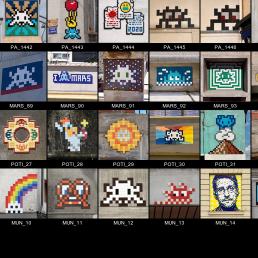 PA_1442 PA_1443 PA_1444 PA_1445 PA_1446
2020
I MARS
MARS_89 MARS_90 MARS_91 MARS_92 MARS_93
POTI_27 POTI_28 POTI_29 POTI_30 POTI_31
MUN_10 MUN_11 MUN_12 MUN_13 MUN_14